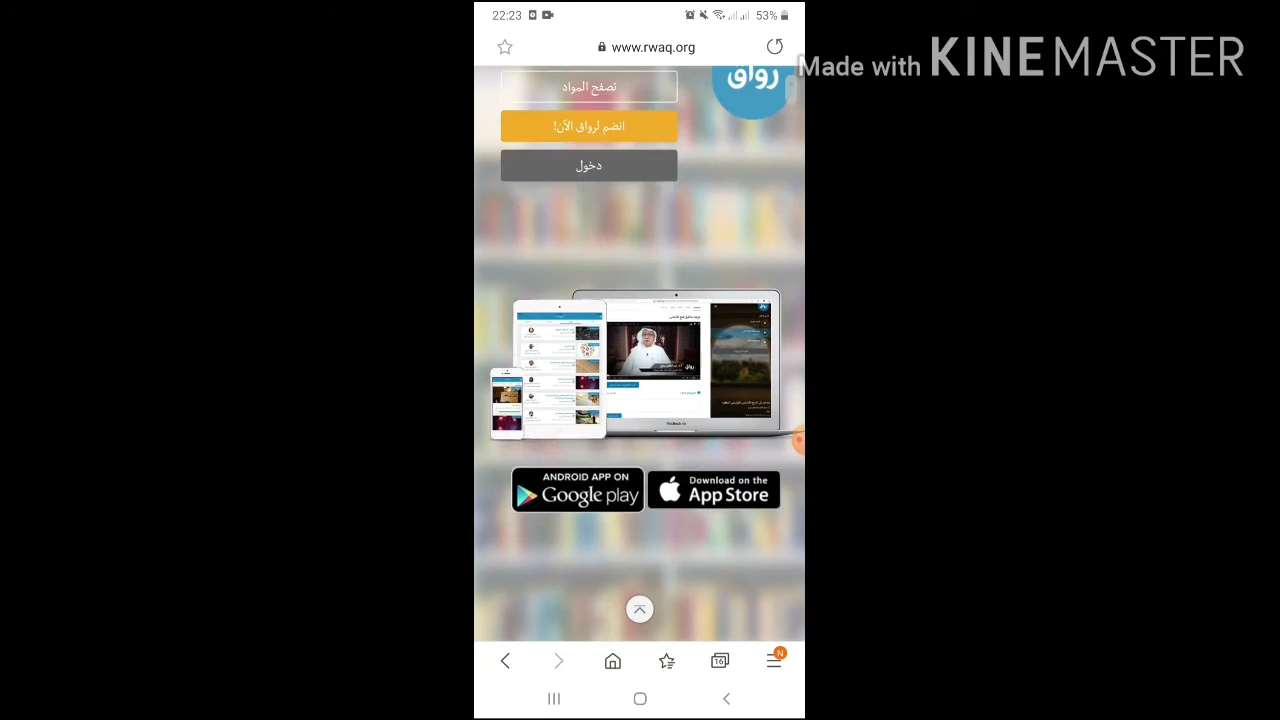 22:23
53%
www.rwaq.org
Made with KINEMASTER
رواق
تصفح المواد
انضم لرواق الآن!
دخول
ANDROID APP ON
Google play
Download on the
App Store
16
N